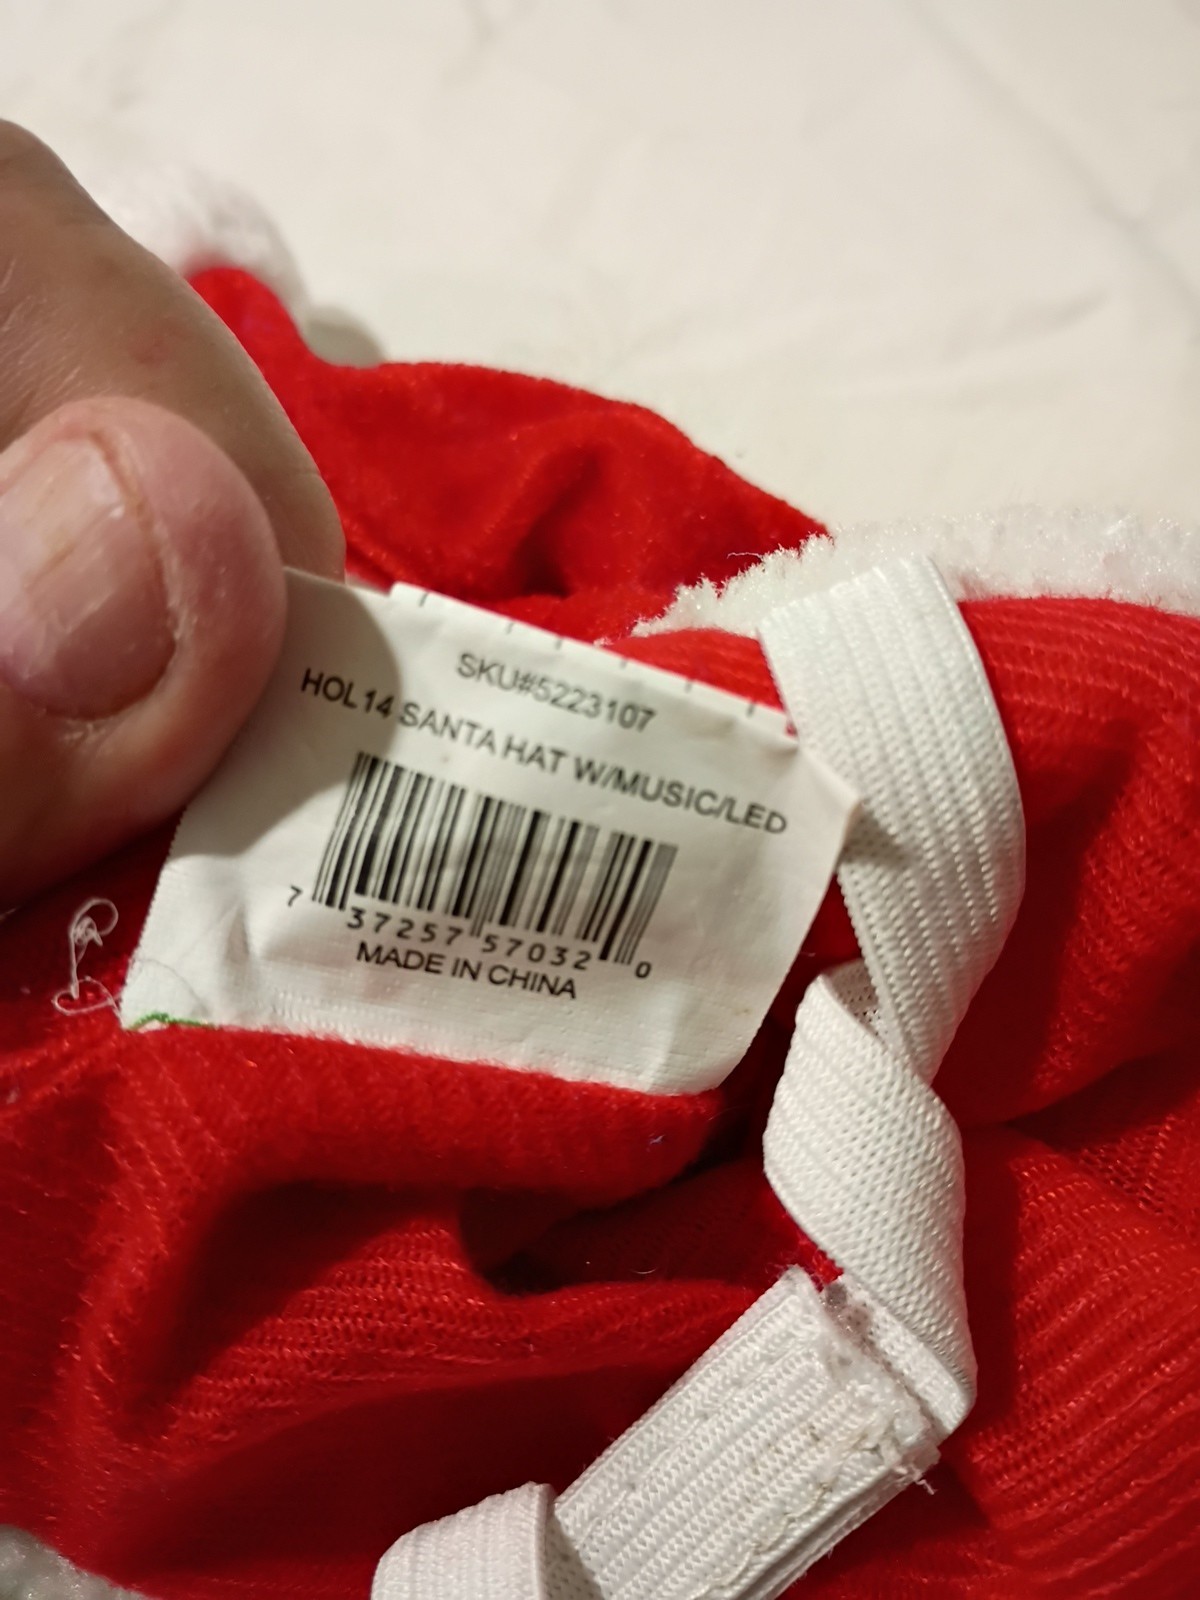 SKU#5223107
HOL14 SANTA HAT W/MUSIC/LED
7 37257 57032 0
MADE IN CHINA